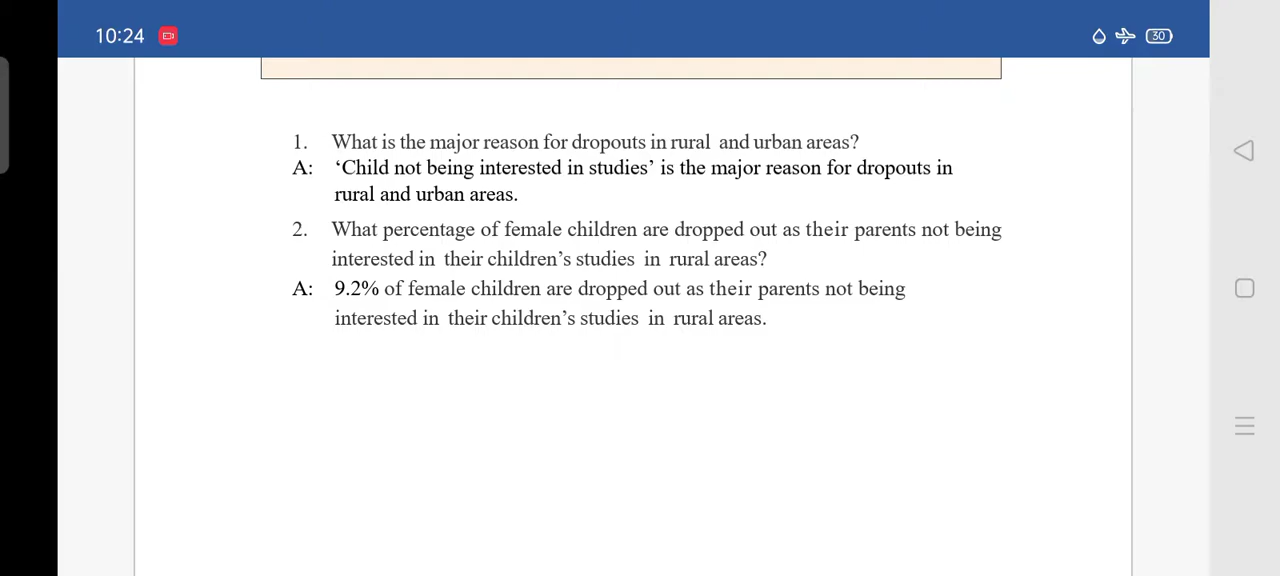 10:24
30
1. What is the major reason for dropouts in rural and urban areas?
A: ‘Child not being interested in studies’ is the major reason for dropouts in
rural and urban areas.
2. What percentage of female children are dropped out as their parents not being
interested in their children’s studies in rural areas?
A: 9.2% of female children are dropped out as their parents not being
interested in their children’s studies in rural areas.